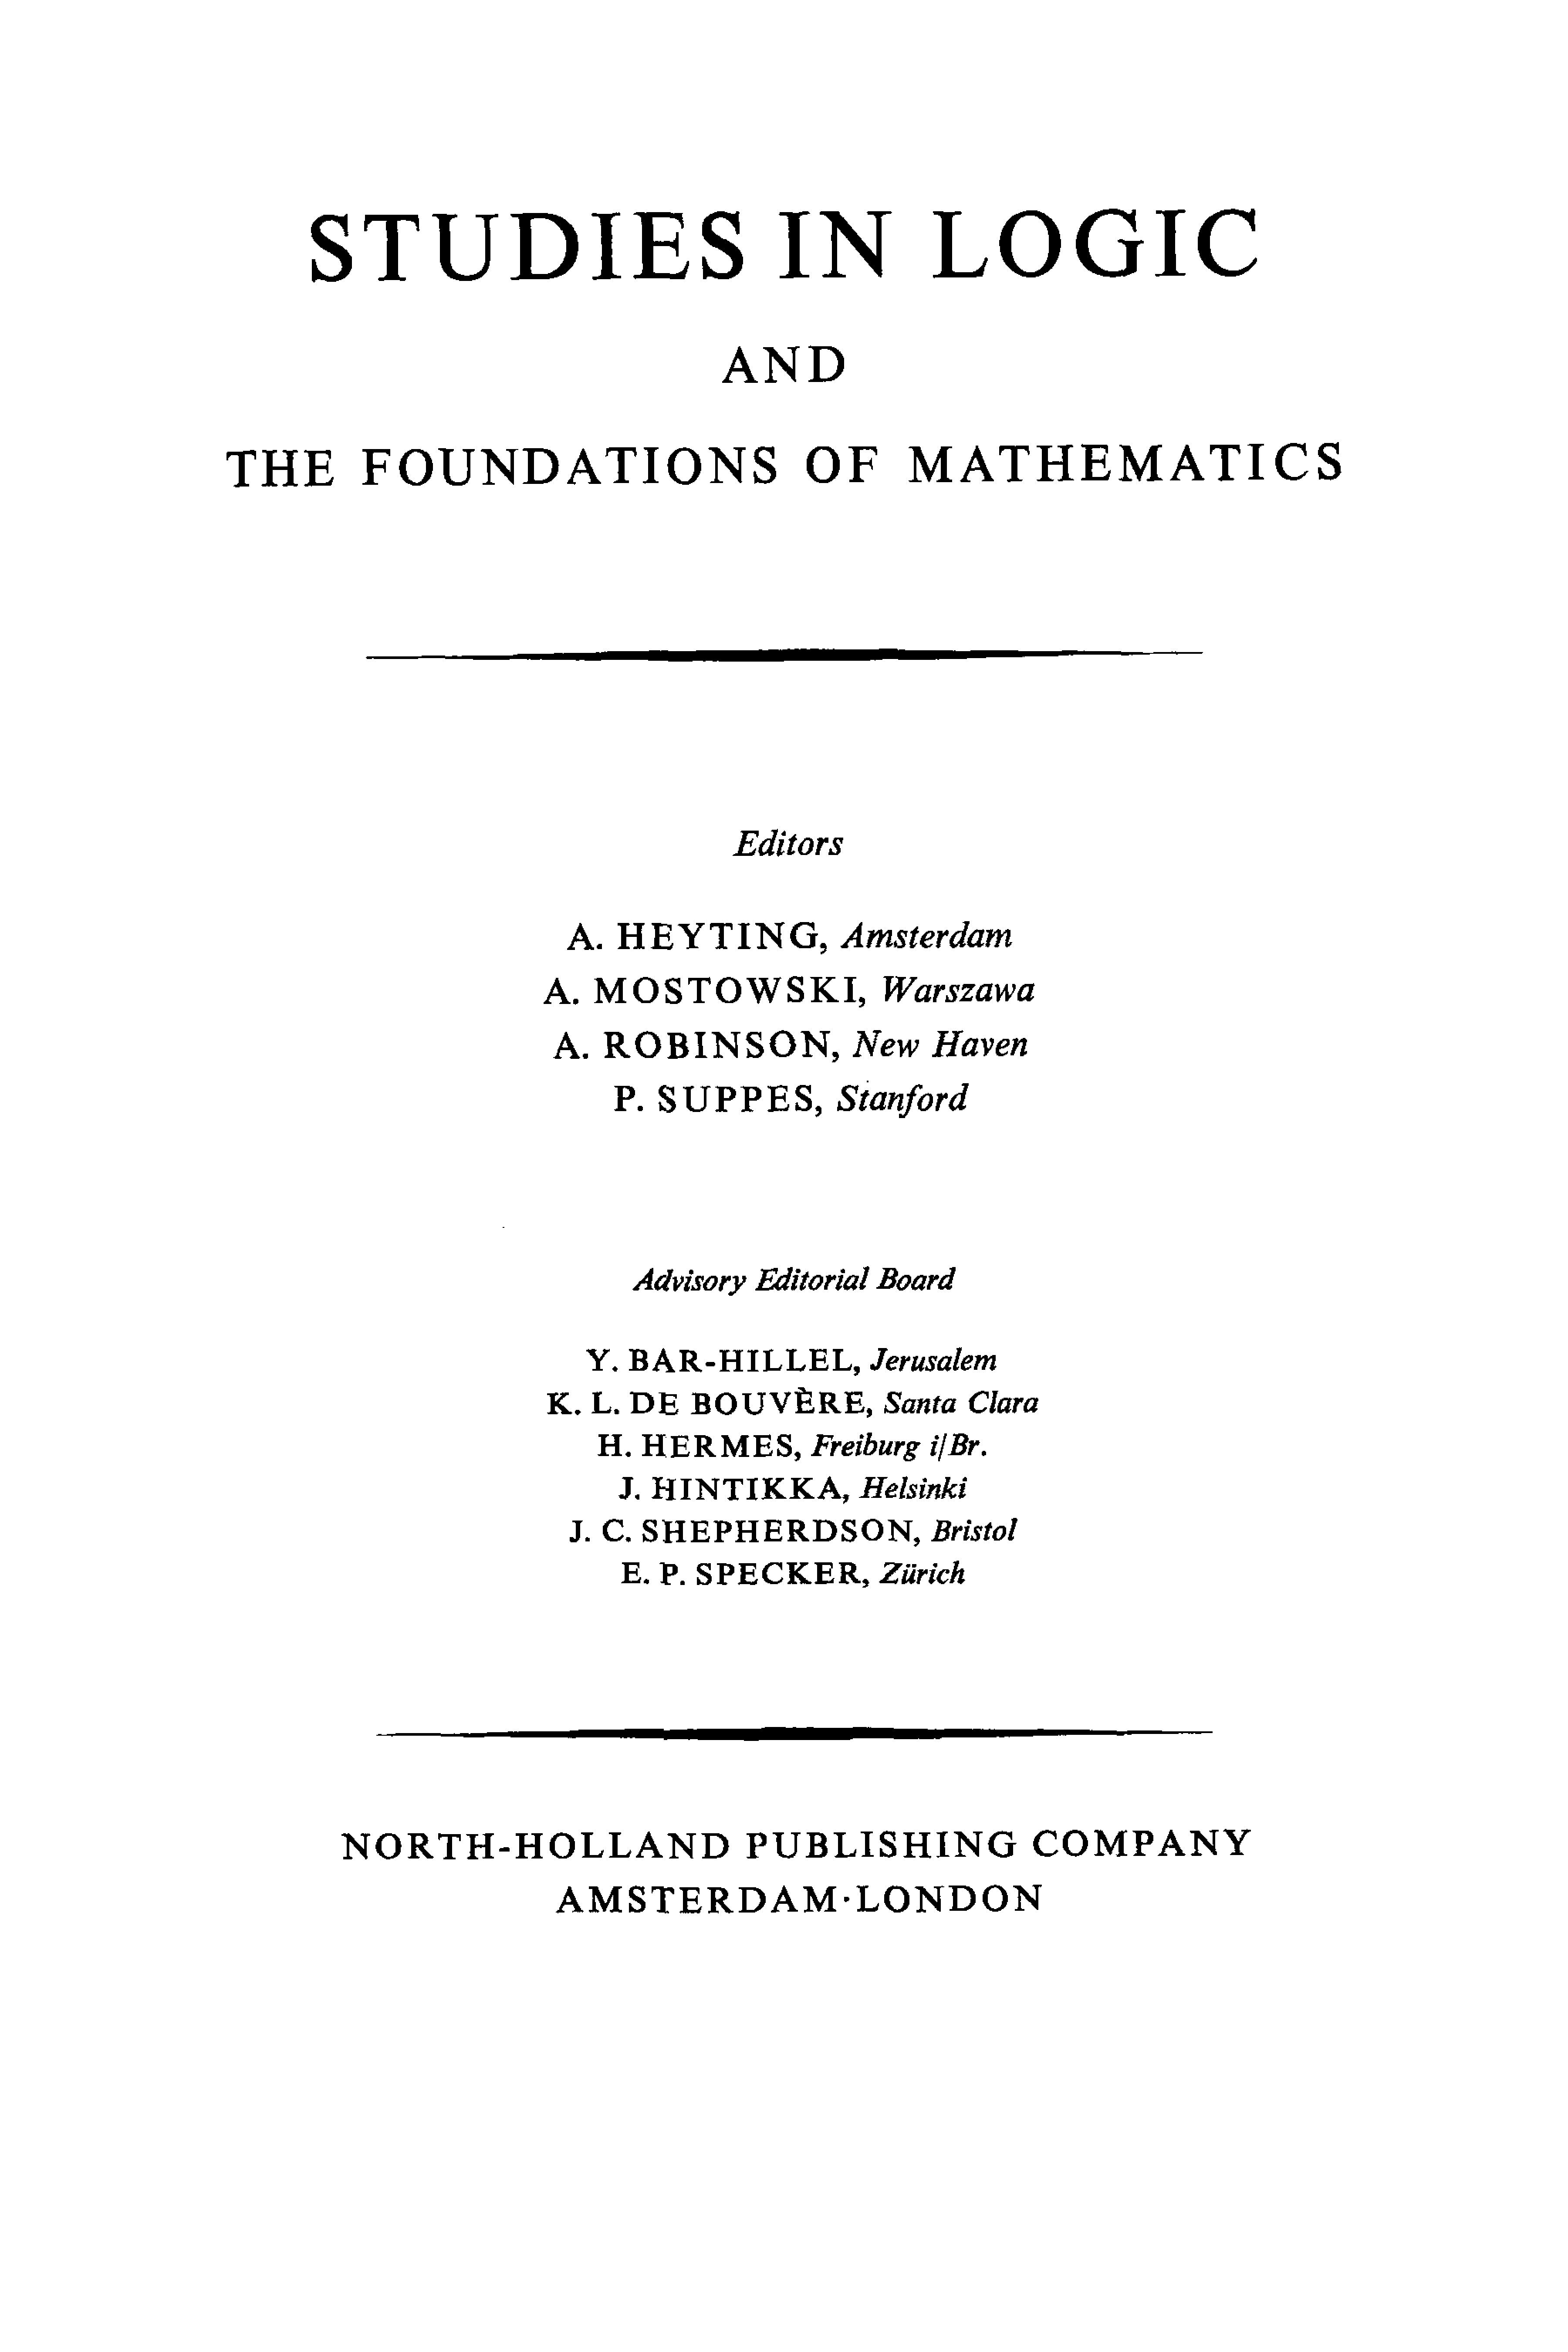 STUDIES IN LOGIC
AND
THE FOUNDATIONS OF MATHEMATICS
Editors
A. HEYTING, Amsterdam
A. MOSTOWSKI, Warszawa
A. ROBINSON, New Haven
P. SUPPES, Stanford
Advisory Editorial Board
Y. BAR-HILLEL, Jerusalem
K. L. DE BOUVÈRE, Santa Clara
H. HERMES, Freiburg i/Br.
J. HINTIKKA, Helsinki
J. C. SHEPHERDSON, Bristol
E. P. SPECKER, Zürich
NORTH-HOLLAND PUBLISHING COMPANY
AMSTERDAM·LONDON